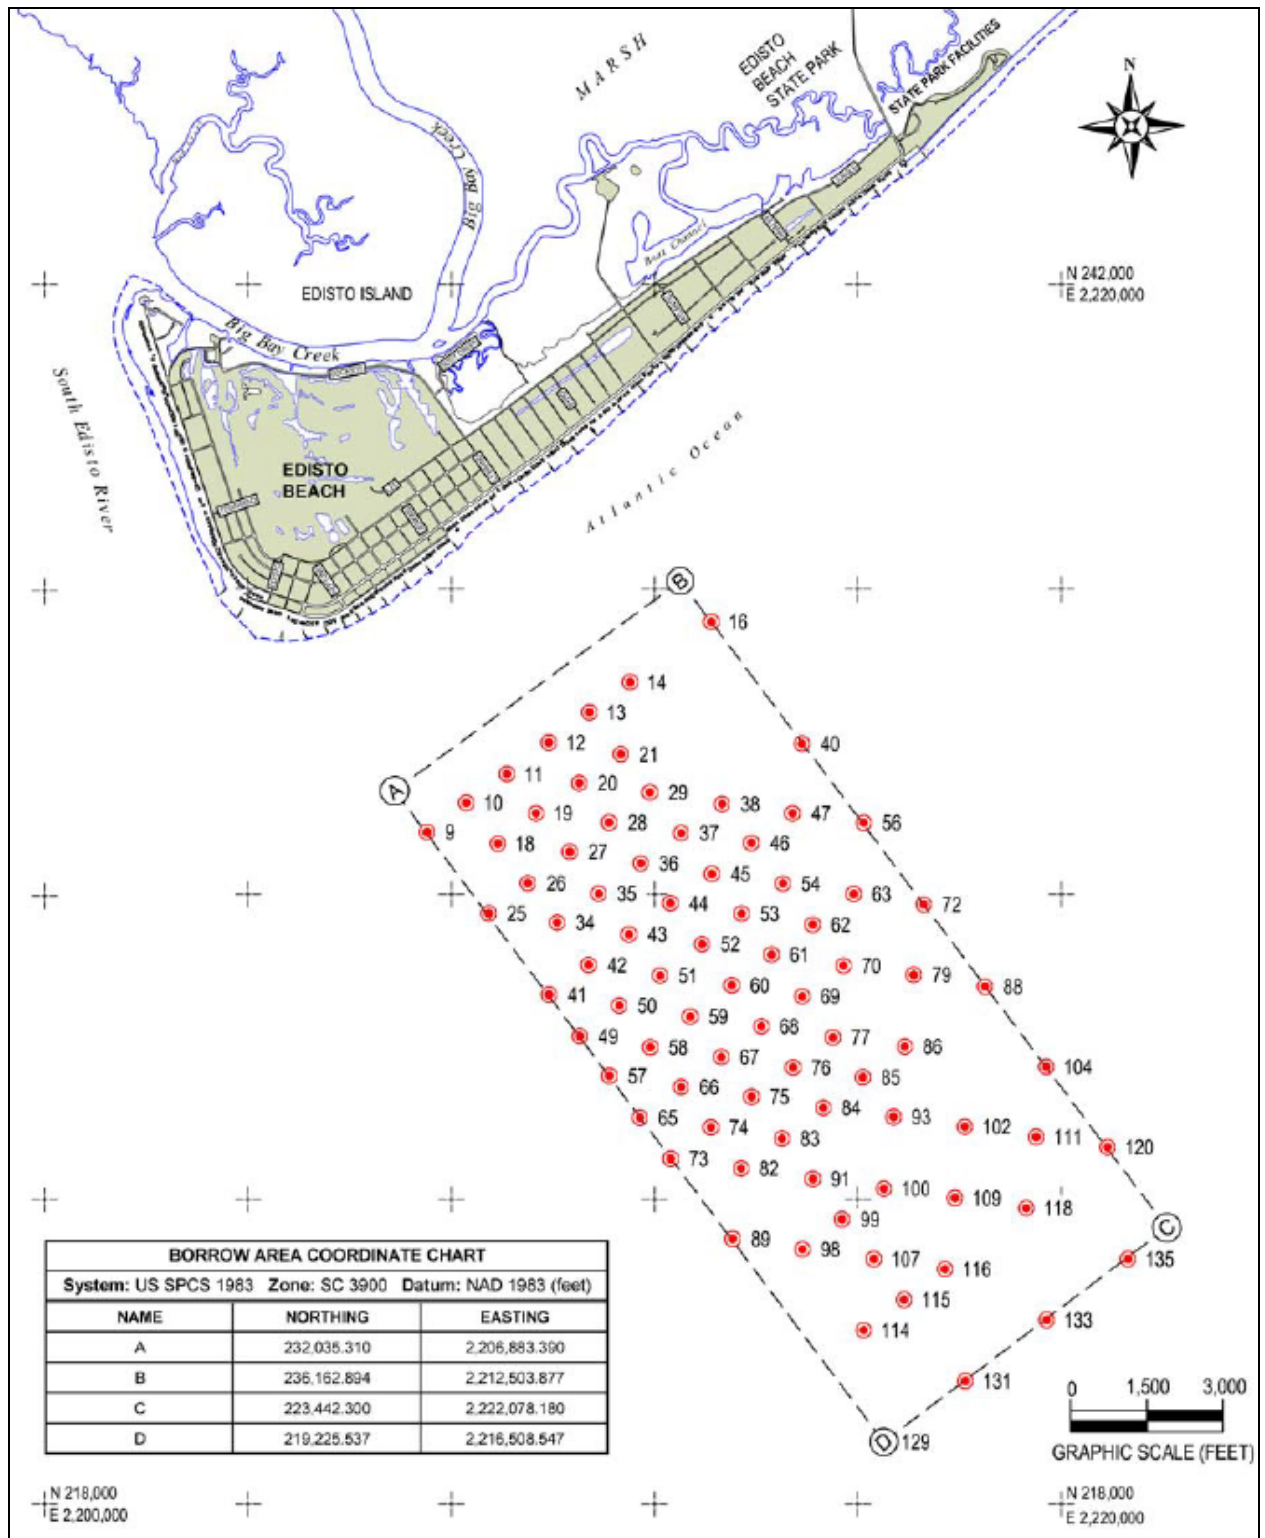 MARSH
EDISTO
BEACH
STATE PARK
STATE PARK FACILITIES
N
Big Bay Creek
Big Bay
Boat Channel
N 242,000
E 2,220,000
EDISTO ISLAND
Big Bay Creek
South Edisto River
Atlantic Ocean
EDISTO
BEACH
B
16
14
13
12
40
21
11
20
A
29
10
38
19
47
28
56
9
37
18
46
27
36
45
26
54
35
63
44
72
25
53
34
62
43
52
61
42
70
51
79
60
88
41
69
50
59
68
49
77
58
86
67
104
76
57
85
66
75
84
93
65
74
102
111
83
120
73
82
91
100
109
118
99
C
89
98
107
135
116
115
133
114
131
D
129
BORROW AREA COORDINATE CHART
System: US SPCS 1983 Zone: SC 3900 Datum: NAD 1983 (feet)
NAME NORTHING EASTING
A 232,035.310 2,206,883.390
B 236,162.894 2,212,503.877
C 223,442.300 2,222,078.180
D 219,225.537 2,216,508.547
0 1,500 3,000
GRAPHIC SCALE (FEET)
N 218,000
E 2,200,000
N 218,000
E 2,220,000